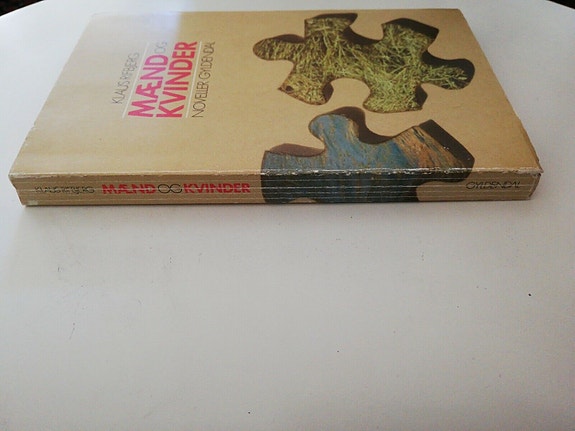 KLAUS RIFBJERG
MÆND OG
KVINDER
NOVELLER GYLDENDAL
KLAUS RIFBJERG MÆND OG KVINDER GYLDENDAL